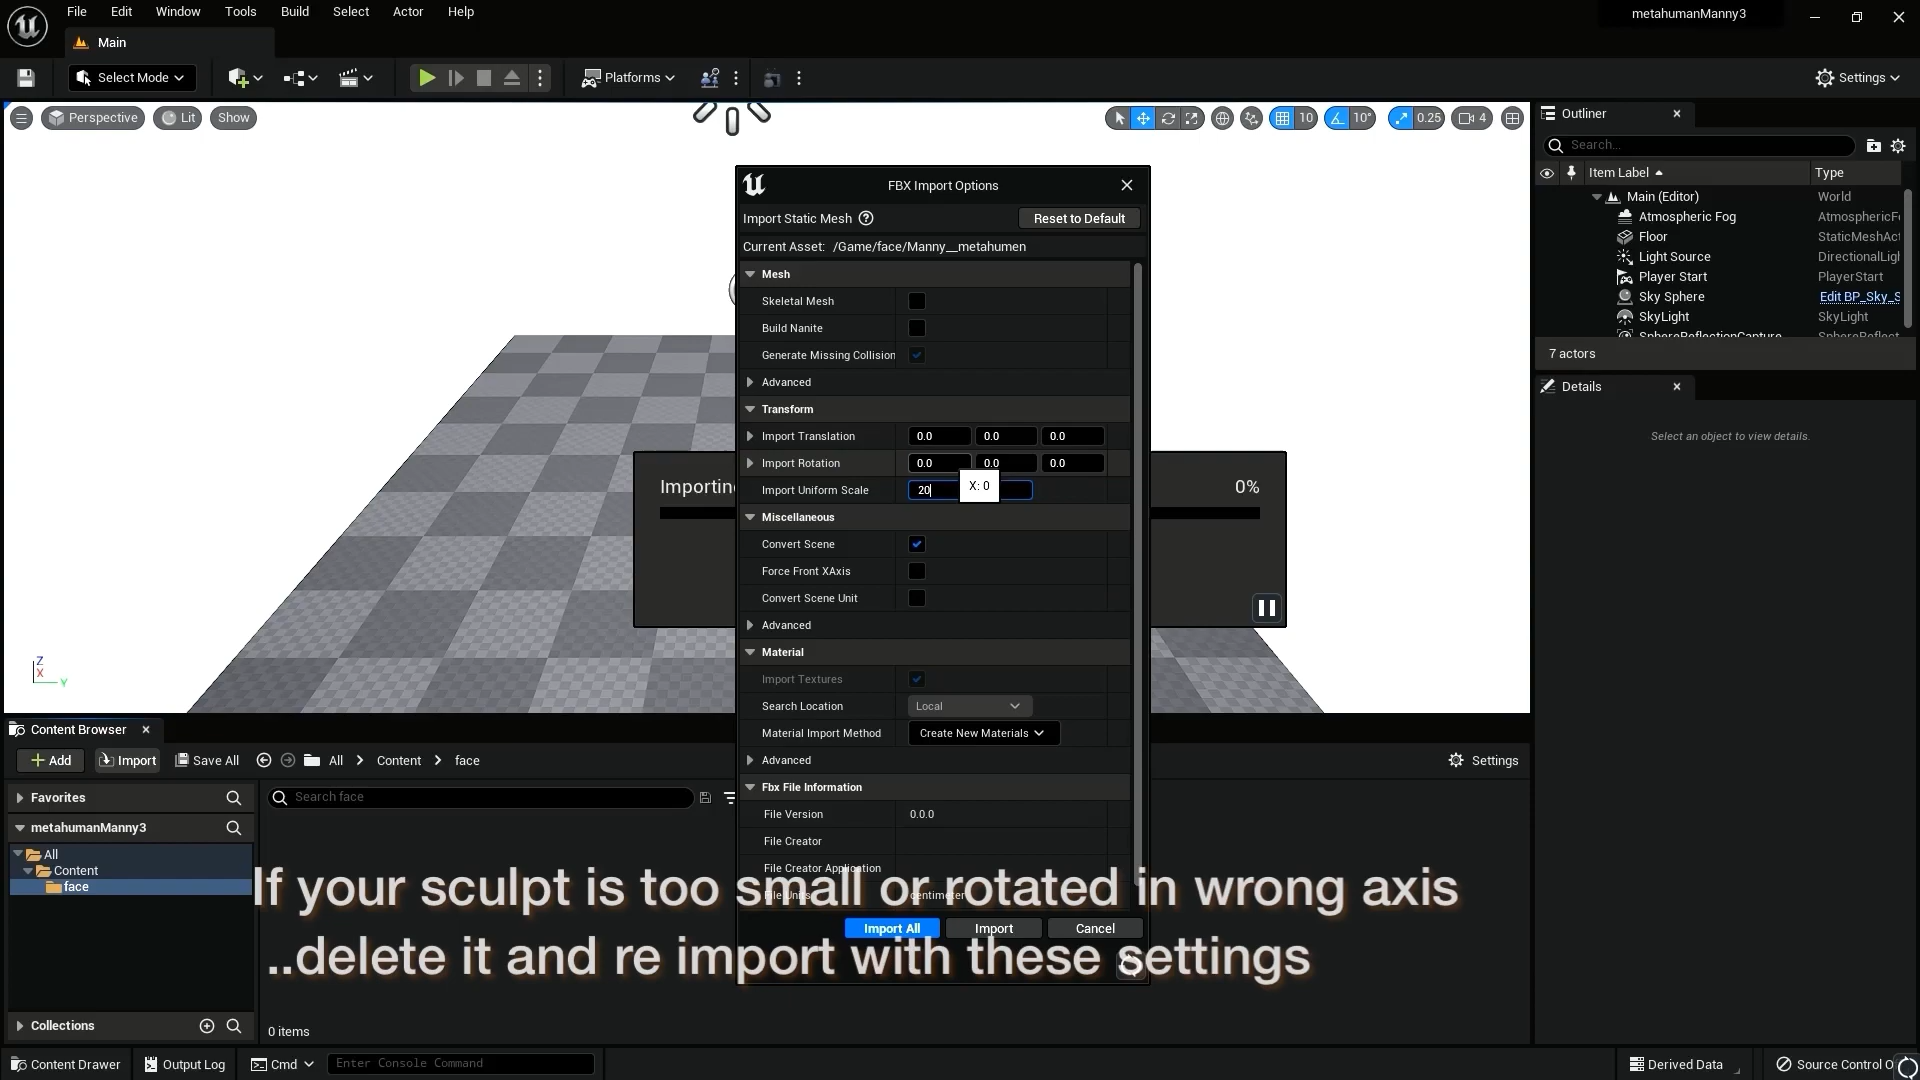 File Edit Window Tools Build Select Actor Help
metahumanManny3
Main
Select Mode
Platforms
Settings
Perspective Lit Show
10 10° 0.25 4
Outliner
Search...
Item Label Type
Main (Editor) World
Atmospheric Fog AtmosphericF
Floor StaticMeshAct
Light Source DirectionalLigh
Player Start PlayerStart
Sky Sphere Edit BP_Sky_S
SkyLight SkyLight
SphereReflectionCapture SphereReflect
7 actors
Details
Select an object to view details.
FBX Import Options
Import Static Mesh ? Reset to Default
Current Asset: /Game/face/Manny__metahumen
Mesh
Skeletal Mesh
Build Nanite
Generate Missing Collision
Advanced
Transform
Import Translation 0.0 0.0 0.0
Import Rotation 0.0 0.0 0.0
Import Uniform Scale 20
X: 0
Miscellaneous
Convert Scene
Force Front XAxis
Convert Scene Unit
Advanced
Material
Import Textures
Search Location Local
Material Import Method Create New Materials
Advanced
Fbx File Information
File Version 0.0.0
File Creator
File Creator Application
File Units centimeter
Import All Import Cancel
Importin 0%
Z
X
Y
Content Browser
Add Import Save All All Content face
Settings
Favorites
Search face
metahumanManny3
All
Content
face
If your sculpt is too small or rotated in wrong axis
..delete it and re import with these settings
Collections
0 items
Content Drawer Output Log Cmd Enter Console Command
Derived Data Source Control O